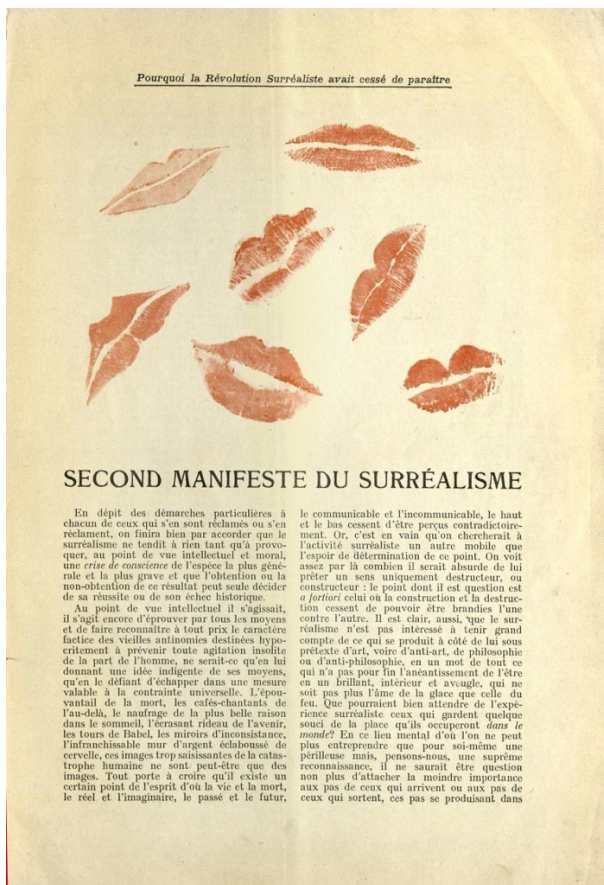 Pourquoi la Révolution Surréaliste avait cessé de paraître
SECOND MANIFESTE DU SURRÉALISME
En dépit des démarches particulières à
chacun de ceux qui s'en sont réclamés ou s'en
réclament, on finira bien par accorder que le
surréalisme ne tendit à rien tant qu'à provo-
quer, au point de vue intellectuel et moral,
une crise de conscience de l'espèce la plus géné-
rale et la plus grave et que l'obtention ou la
non-obtention de ce résultat peut seule décider
de sa réussite ou de son échec historique.
Au point de vue intellectuel il s'agissait,
il s'agit encore d'éprouver par tous les moyens
et de faire reconnaître à tout prix le caractère
factice des vieilles antinomies destinées hypo-
critement à prévenir toute agitation insolite
de la part de l'homme, ne serait-ce qu'en lui
donnant une idée indigente de ses moyens,
qu'en le défiant d'échapper dans une mesure
valable à la contrainte universelle. L'épou-
vantail de la mort, les cafés-chantants de
l'au-delà, le naufrage de la plus belle raison
dans le sommeil, l'écrasant rideau de l'avenir,
les tours de Babel, les miroirs d'inconsistance,
l'infranchissable mur d'argent éclaboussé de
cervelle, ces images trop saisissantes de la catas-
trophe humaine ne sont peut-être que des
images. Tout porte à croire qu'il existe un
certain point de l'esprit d'où la vie et la mort,
le réel et l'imaginaire, le passé et le futur,
le communicable et l'incommunicable, le haut
et le bas cessent d'être perçus contradictoire-
ment. Or, c'est en vain qu'on chercherait à
l'activité surréaliste un autre mobile que
l'espoir de détermination de ce point. On voit
assez par là combien il serait absurde de lui
prêter un sens uniquement destructeur, ou
constructeur : le point dont il est question est
a fortiori celui où la construction et la destruc-
tion cessent de pouvoir être brandies l'une
contre l'autre. Il est clair, aussi, que le sur-
réalisme n'est pas intéressé à tenir grand
compte de ce qui se produit à côté de lui sous
prétexte d'art, voire d'anti-art, de philosophie
ou d'anti-philosophie, en un mot de tout ce
qui n'a pas pour fin l'anéantissement de l'être
en un brillant, intérieur et aveugle, qui ne
soit pas plus l'âme de la glace que celle du
feu. Que pourraient bien attendre de l'expé-
rience surréaliste ceux qui gardent quelque
souci de la place qu'ils occuperont dans le
monde? En ce lieu mental d'où l'on ne peut
plus entreprendre que pour soi-même une
périlleuse mais, pensons-nous, une suprême
reconnaissance, il ne saurait être question
non plus d'attacher la moindre importance
aux pas de ceux qui arrivent ou aux pas de
ceux qui sortent, ces pas se produisant dans